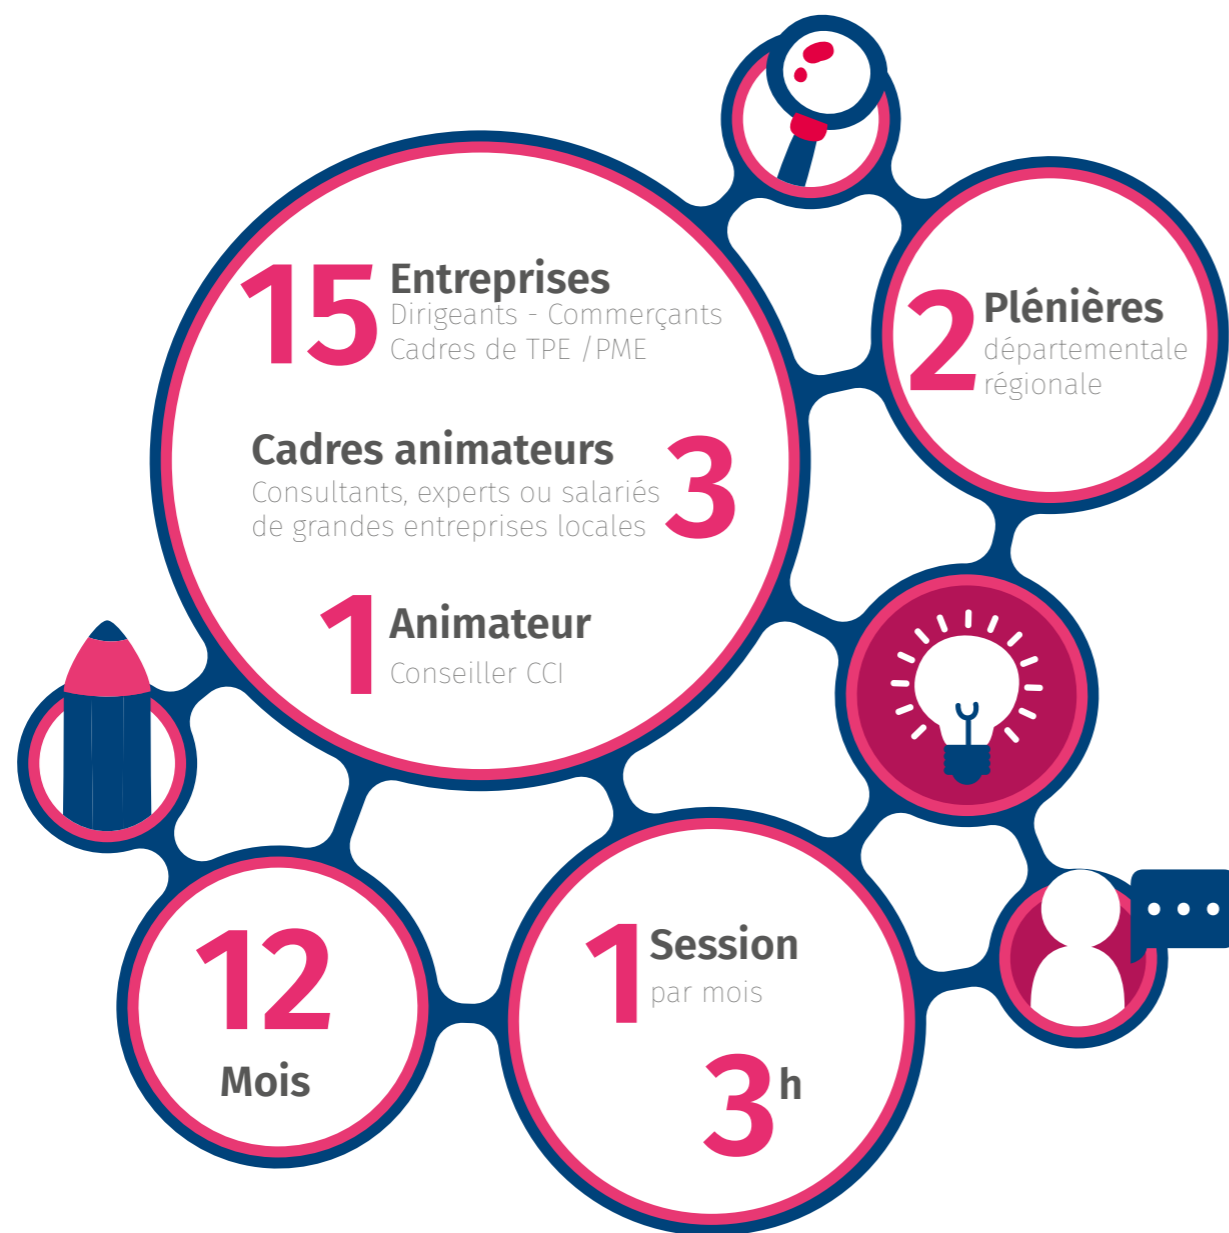 15 Entreprises
Dirigeants - Commerçants
Cadres de TPE /PME
Cadres animateurs 3
Consultants, experts ou salariés
de grandes entreprises locales
1 Animateur
Conseiller CCI
2 Plénières
départementale
régionale
12
Mois
1 Session
par mois
3h